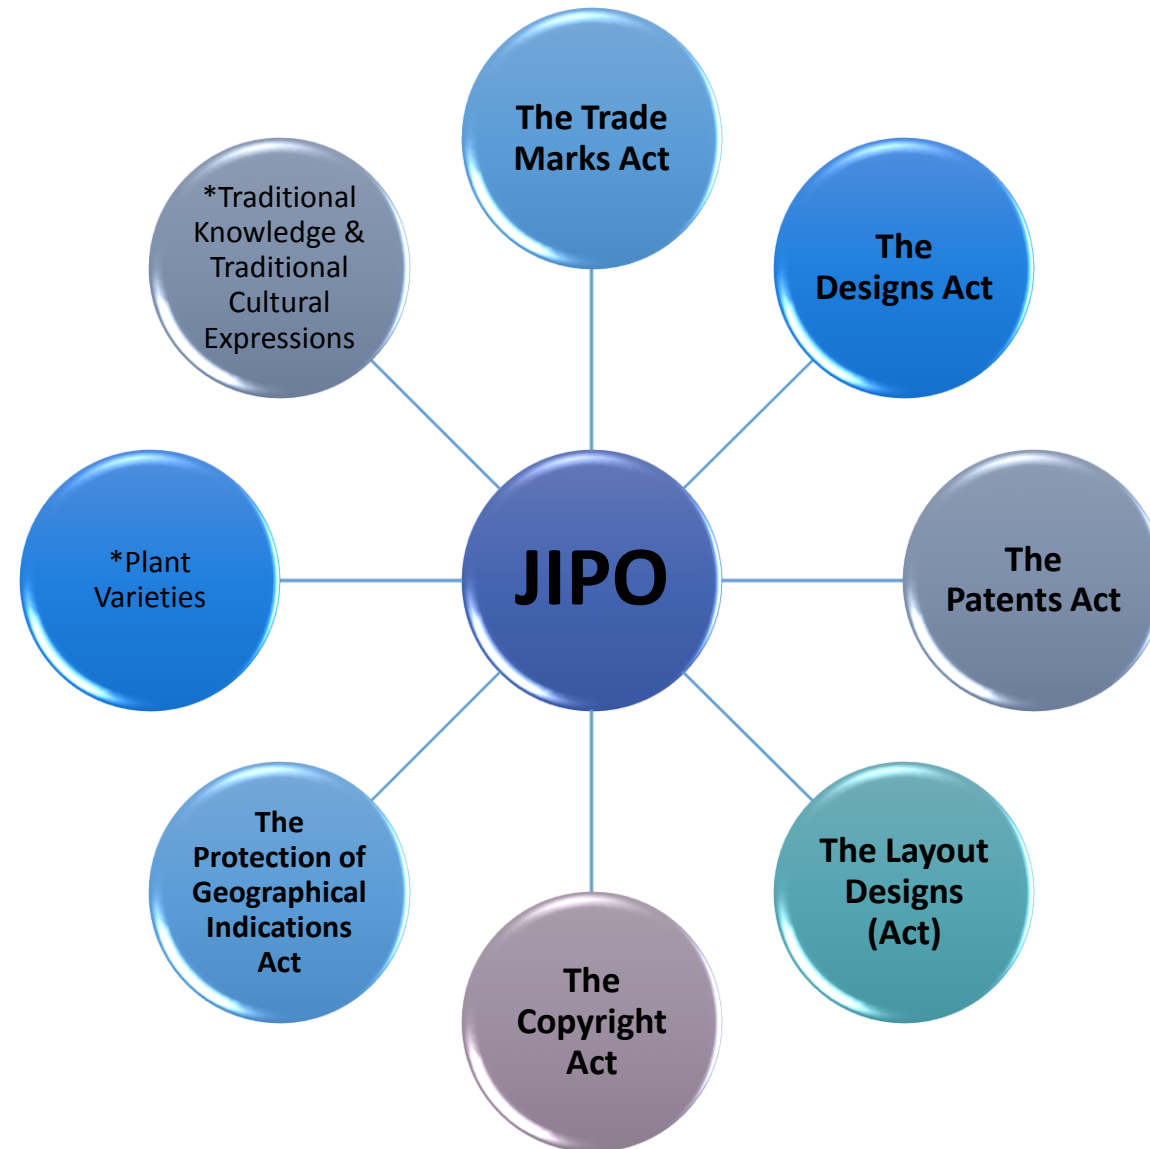 The Trade
Marks Act
The
Designs Act
The
Patents Act
The Layout
Designs
(Act)
The
Copyright
Act
The
Protection of
Geographical
Indications
Act
*Plant
Varieties
*Traditional
Knowledge &
Traditional
Cultural
Expressions
JIPO